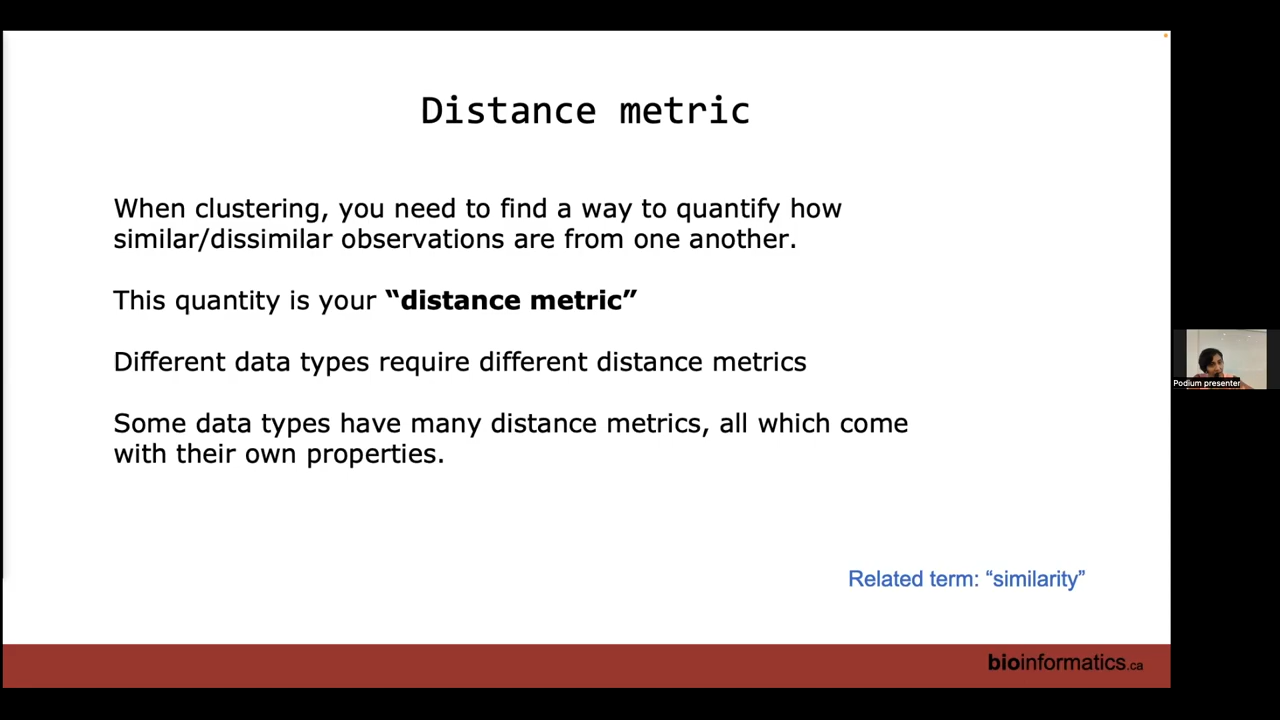 Distance metric
When clustering, you need to find a way to quantify how
similar/dissimilar observations are from one another.
This quantity is your “distance metric”
Different data types require different distance metrics
Some data types have many distance metrics, all which come
with their own properties.
Podium presenter
Related term: “similarity”
bioinformatics.ca